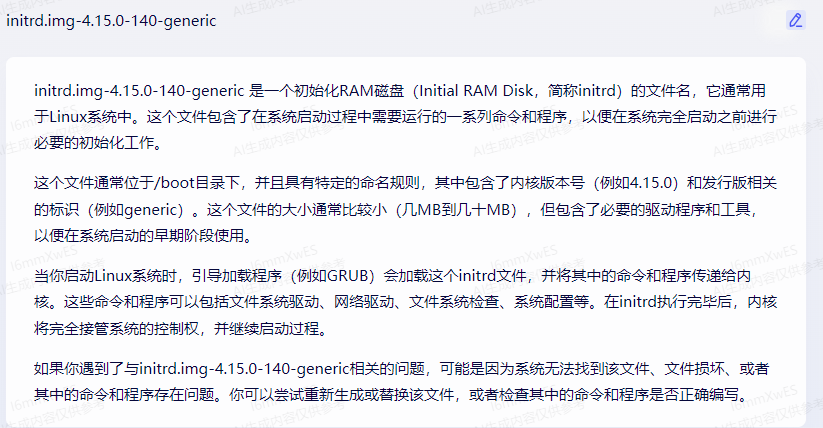 initrd.img-4.15.0-140-generic
initrd.img-4.15.0-140-generic 是一个初始化RAM磁盘（Initial RAM Disk，简称initrd）的文件名，它通常用
于Linux系统中。这个文件包含了在系统启动过程中需要运行的一系列命令和程序，以便在系统完全启动之前进行
必要的初始化工作。
这个文件通常位于/boot目录下，并且具有特定的命名规则，其中包含了内核版本号（例如4.15.0）和发行版相关
的标识（例如generic）。这个文件的大小通常比较小（几MB到几十MB），但包含了必要的驱动程序和工具，
以便在系统启动的早期阶段使用。
当你启动Linux系统时，引导加载程序（例如GRUB）会加载这个initrd文件，并将其中的命令和程序传递给内
核。这些命令和程序可以包括文件系统驱动、网络驱动、文件系统检查、系统配置等。在initrd执行完毕后，内核
将完全接管系统的控制权，并继续启动过程。
如果你遇到了与initrd.img-4.15.0-140-generic相关的问题，可能是因为系统无法找到该文件、文件损坏、或者
其中的命令和程序存在问题。你可以尝试重新生成或替换该文件，或者检查其中的命令和程序是否正确编写。